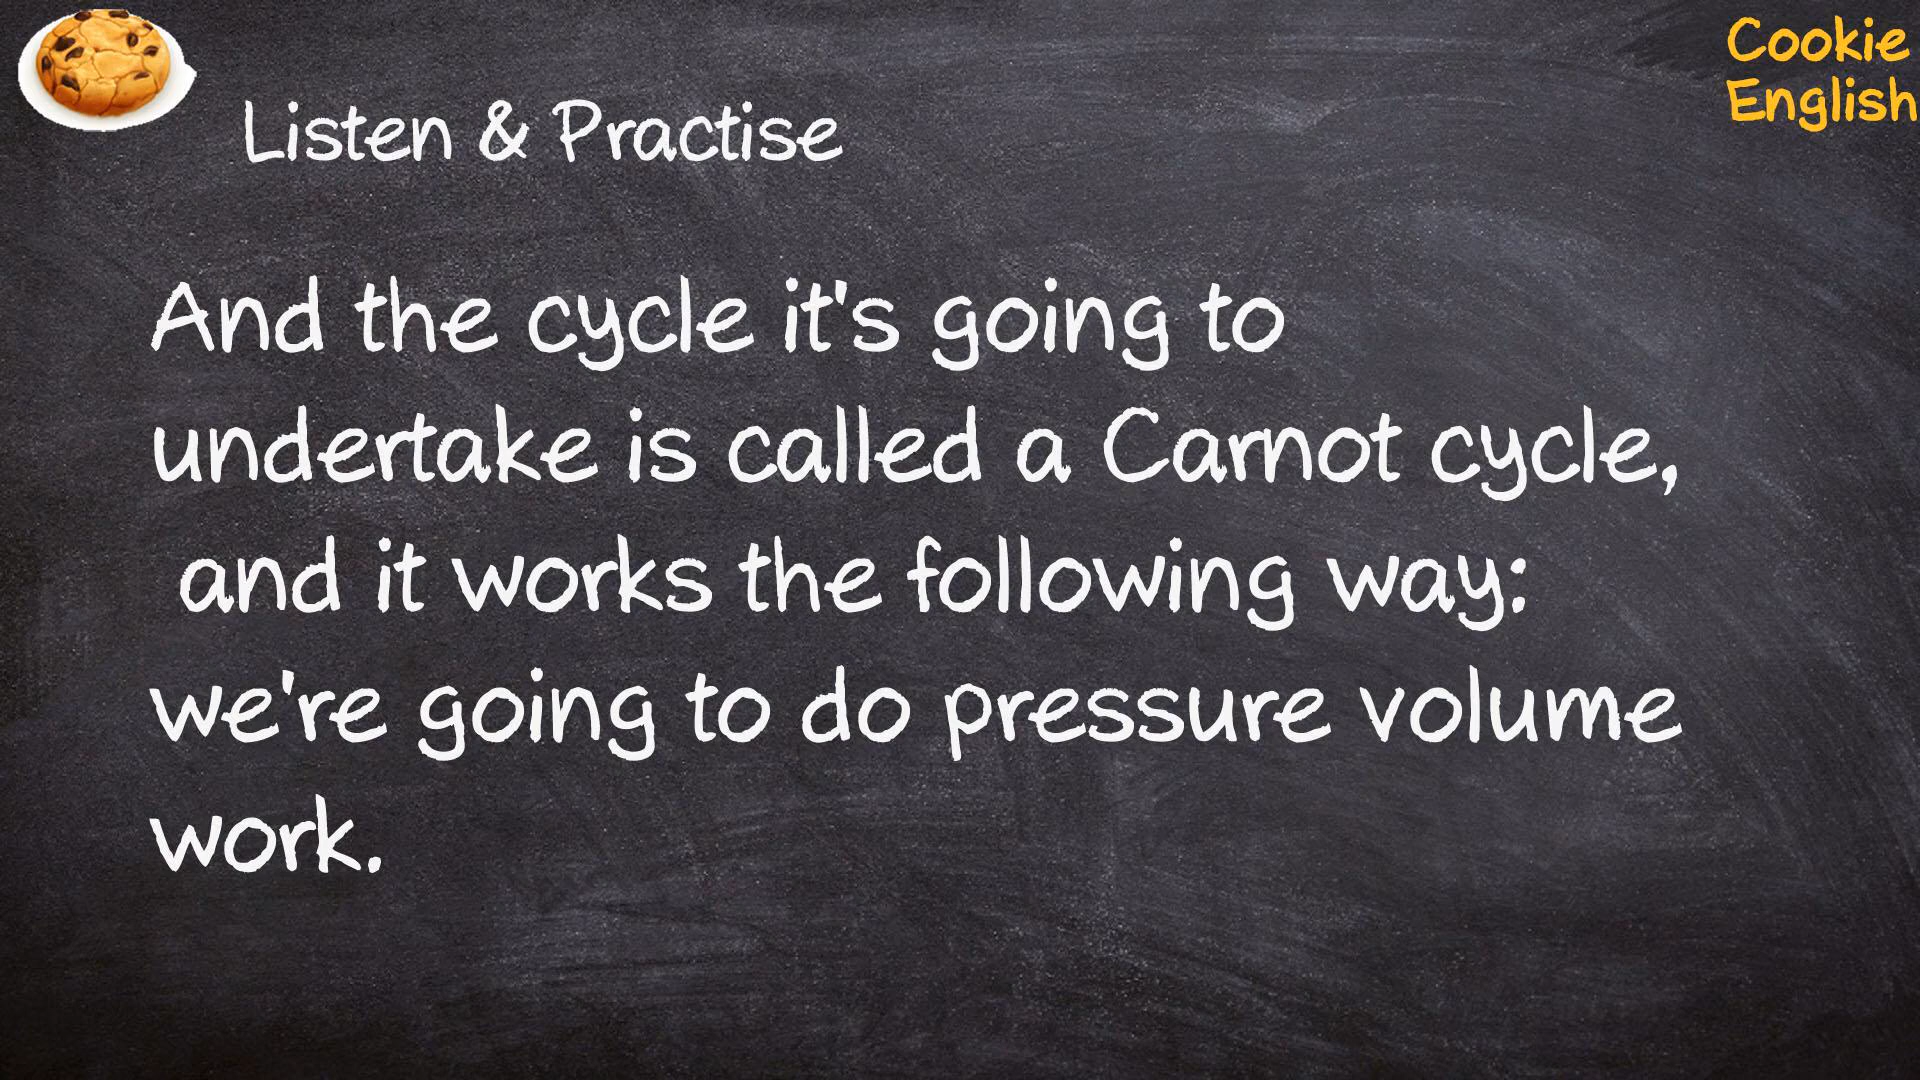 Cookie
English
Listen & Practise
And the cycle it's going to
undertake is called a Carnot cycle,
and it works the following way:
we're going to do pressure volume
work.